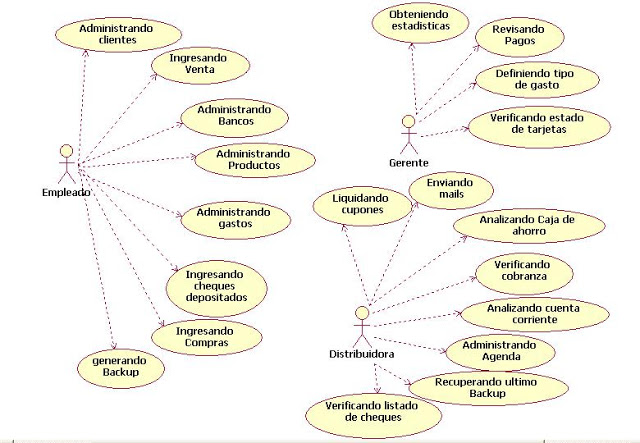 Administrando
clientes
Ingresando
Venta
Administrando
Bancos
Administrando
Productos
Empleado
Administrando
gastos
Ingresando
cheques
depositados
Ingresando
Compras
generando
Backup
Obteniendo
estadisticas
Revisando
Pagos
Definiendo tipo
de gasto
Verificando estado
de tarjetas
Gerente
Liquidando
cupones
Enviando
mails
Analizando Caja de
ahorro
Verificando
cobranza
Analizando cuenta
corriente
Distribuidora
Administrando
Agenda
Recuperando ultimo
Backup
Verificando listado
de cheques